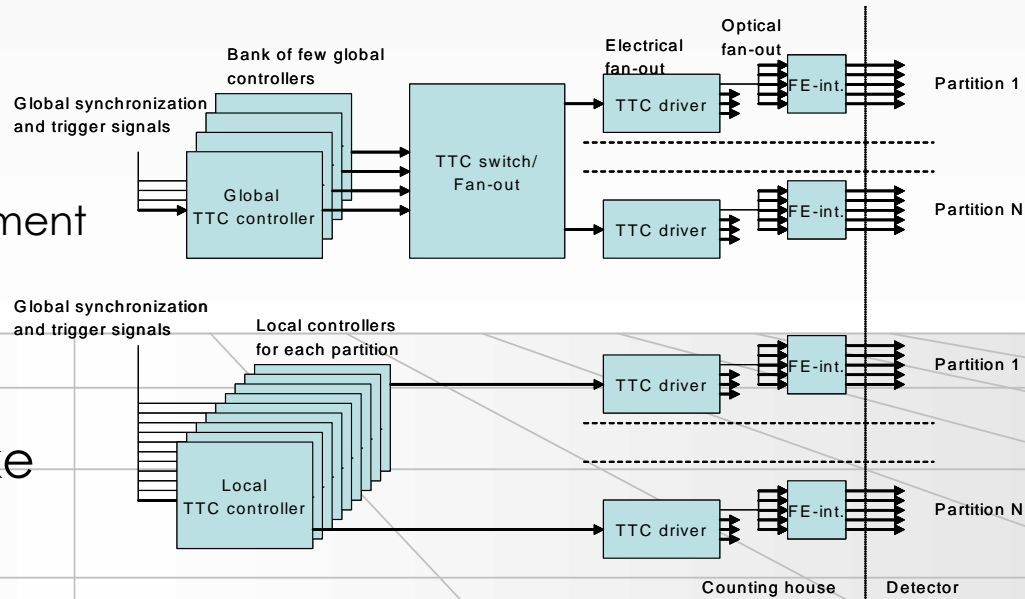 Bank of few global
controllers
Global synchronization
and trigger signals
Global
TTC controller
TTC switch/
Fan-out
Electrical
fan-out
Optical
fan-out
TTC driver
FE-int.
Partition 1
TTC driver
FE-int.
Partition N
ment
Global synchronization
and trigger signals
Local controllers
for each partition
Local
TTC controller
TTC driver
FE-int.
Partition 1
TTC driver
FE-int.
Partition N
Counting house
Detector